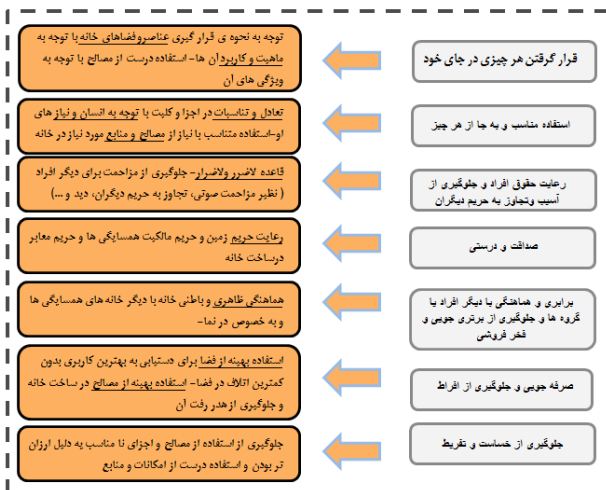 قرار گرفتن هر چیزی در جای خود
توجه به نحوه ی قرار گیری عناصروفضاهای خانه با توجه به
ماهیت و کاربرد آن ها- استفاده درست از مصالح با توجه به
ویژگی های آن
استفاده مناسب و به جا از هر چیز
تعادل و تناسبات در اجزا و کلیت با توجه به انسان و نیاز های
او-استفاده متناسب با نیاز از مصالح و منابع مورد نیاز در خانه
رعایت حقوق افراد و جلوگیری از
آسیب وتجاوز به حریم دیگران
قاعده لاضرر ولاضرار- جلوگیری از مزاحمت برای دیگر افراد
( نظیر مزاحمت صوتی، تجاوز به حریم دیگران، دید و ...)
صداقت و درستی
رعایت حریم زمین و حریم مالکیت همسایگی ها و حریم معابر
درساخت خانه
برابری و هماهنگی با دیگر افراد یا
گروه ها و جلوگیری از برتری جویی و
فخر فروشی
هماهنگی ظاهری و باطنی خانه با دیگر خانه های همسایگی ها
و به خصوص در نما-
صرفه جویی و جلوگیری از افراط
استفاده بهینه از فضا برای دستیابی به بهترین کاربری بدون
کمترین اتلاف در فضا- استفاده بهینه از مصالح در ساخت خانه
و جلوگیری از هدر رفت آن
جلوگیری از خساست و تفریط
جلوگیری از استفاده از مصالح و اجزای نا مناسب به دلیل ارزان
تر بودن و استفاده درست از امکانات و منابع